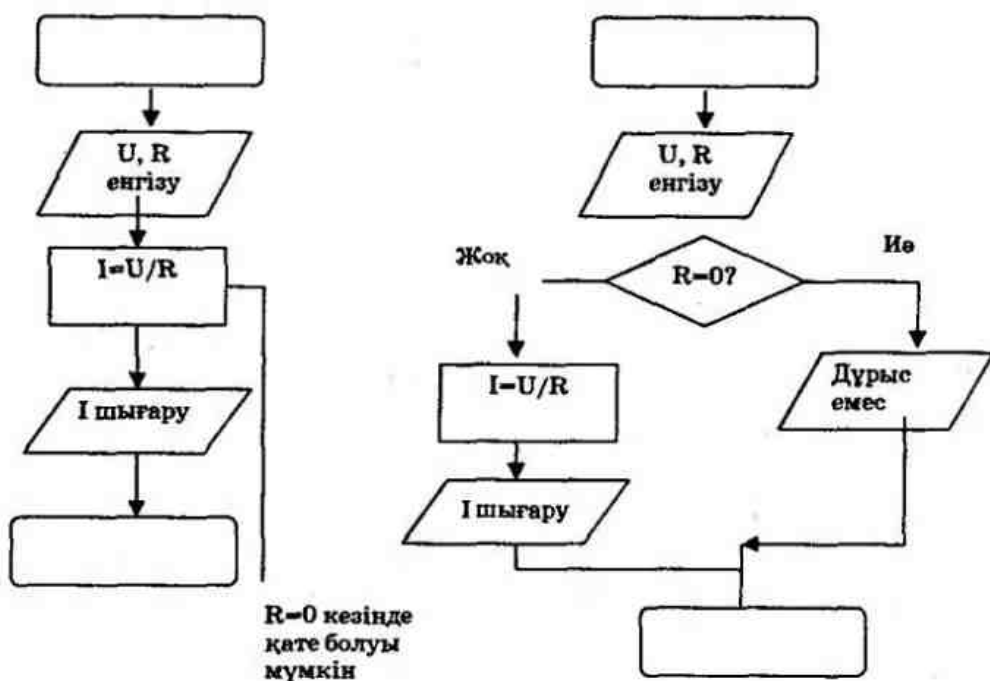 U, R
енгізу
I=U/R
I шығару
R=0 кезінде
қате болуы
мүмкін
U, R
енгізу
Жоқ
R=0?
Иә
I=U/R
Дұрыс
емес
I шығару